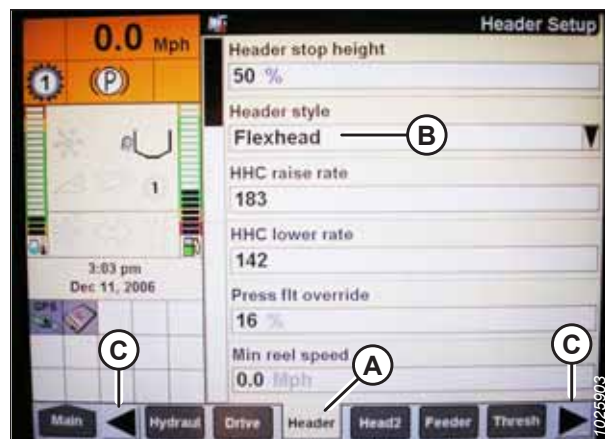 0.0 Mph
Header Setup
Header stop height
50 %
1
P
Header style
Flexhead
B
HHC raise rate
183
1
HHC lower rate
142
3:03 pm
Dec 11, 2006
Press flt override
16 %
GPS
Min reel speed
0.0 Mph
A
C
C
Main
Hydraul
Drive
Header
Head2
Feeder
Thresh
1025903